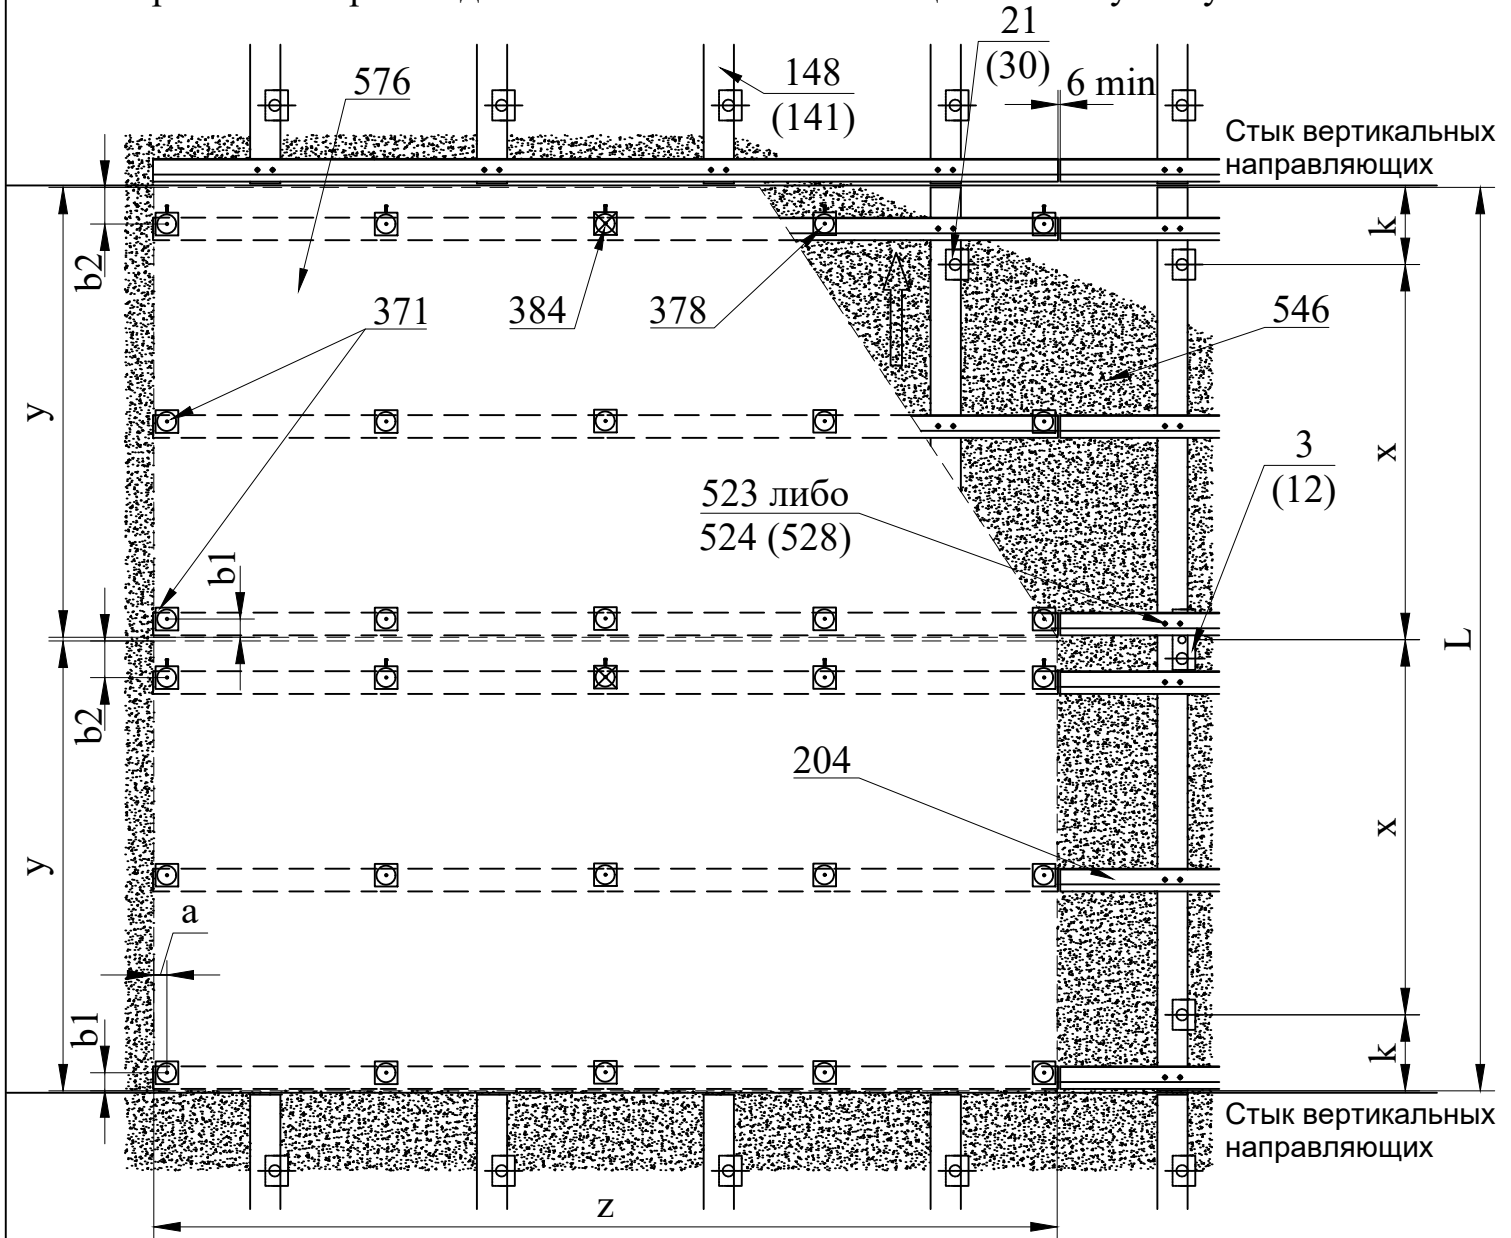 21
(30)
576
148
(141)
6 min
Стык вертикальных
направляющих
k
b2
371
384
378
546
y
x
3
(12)
523 либо
524 (528)
b1
L
b2
204
x
y
a
b1
k
Стык вертикальных
направляющих
z